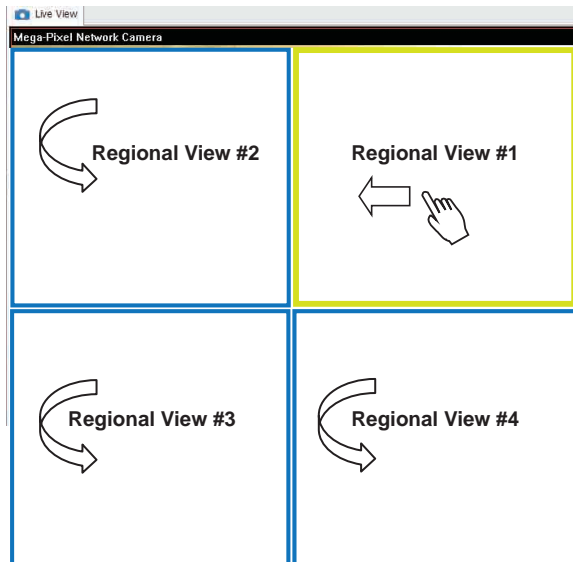 Live View
Mega-Pixel Network Camera
Regional View #2
Regional View #1
Regional View #3
Regional View #4